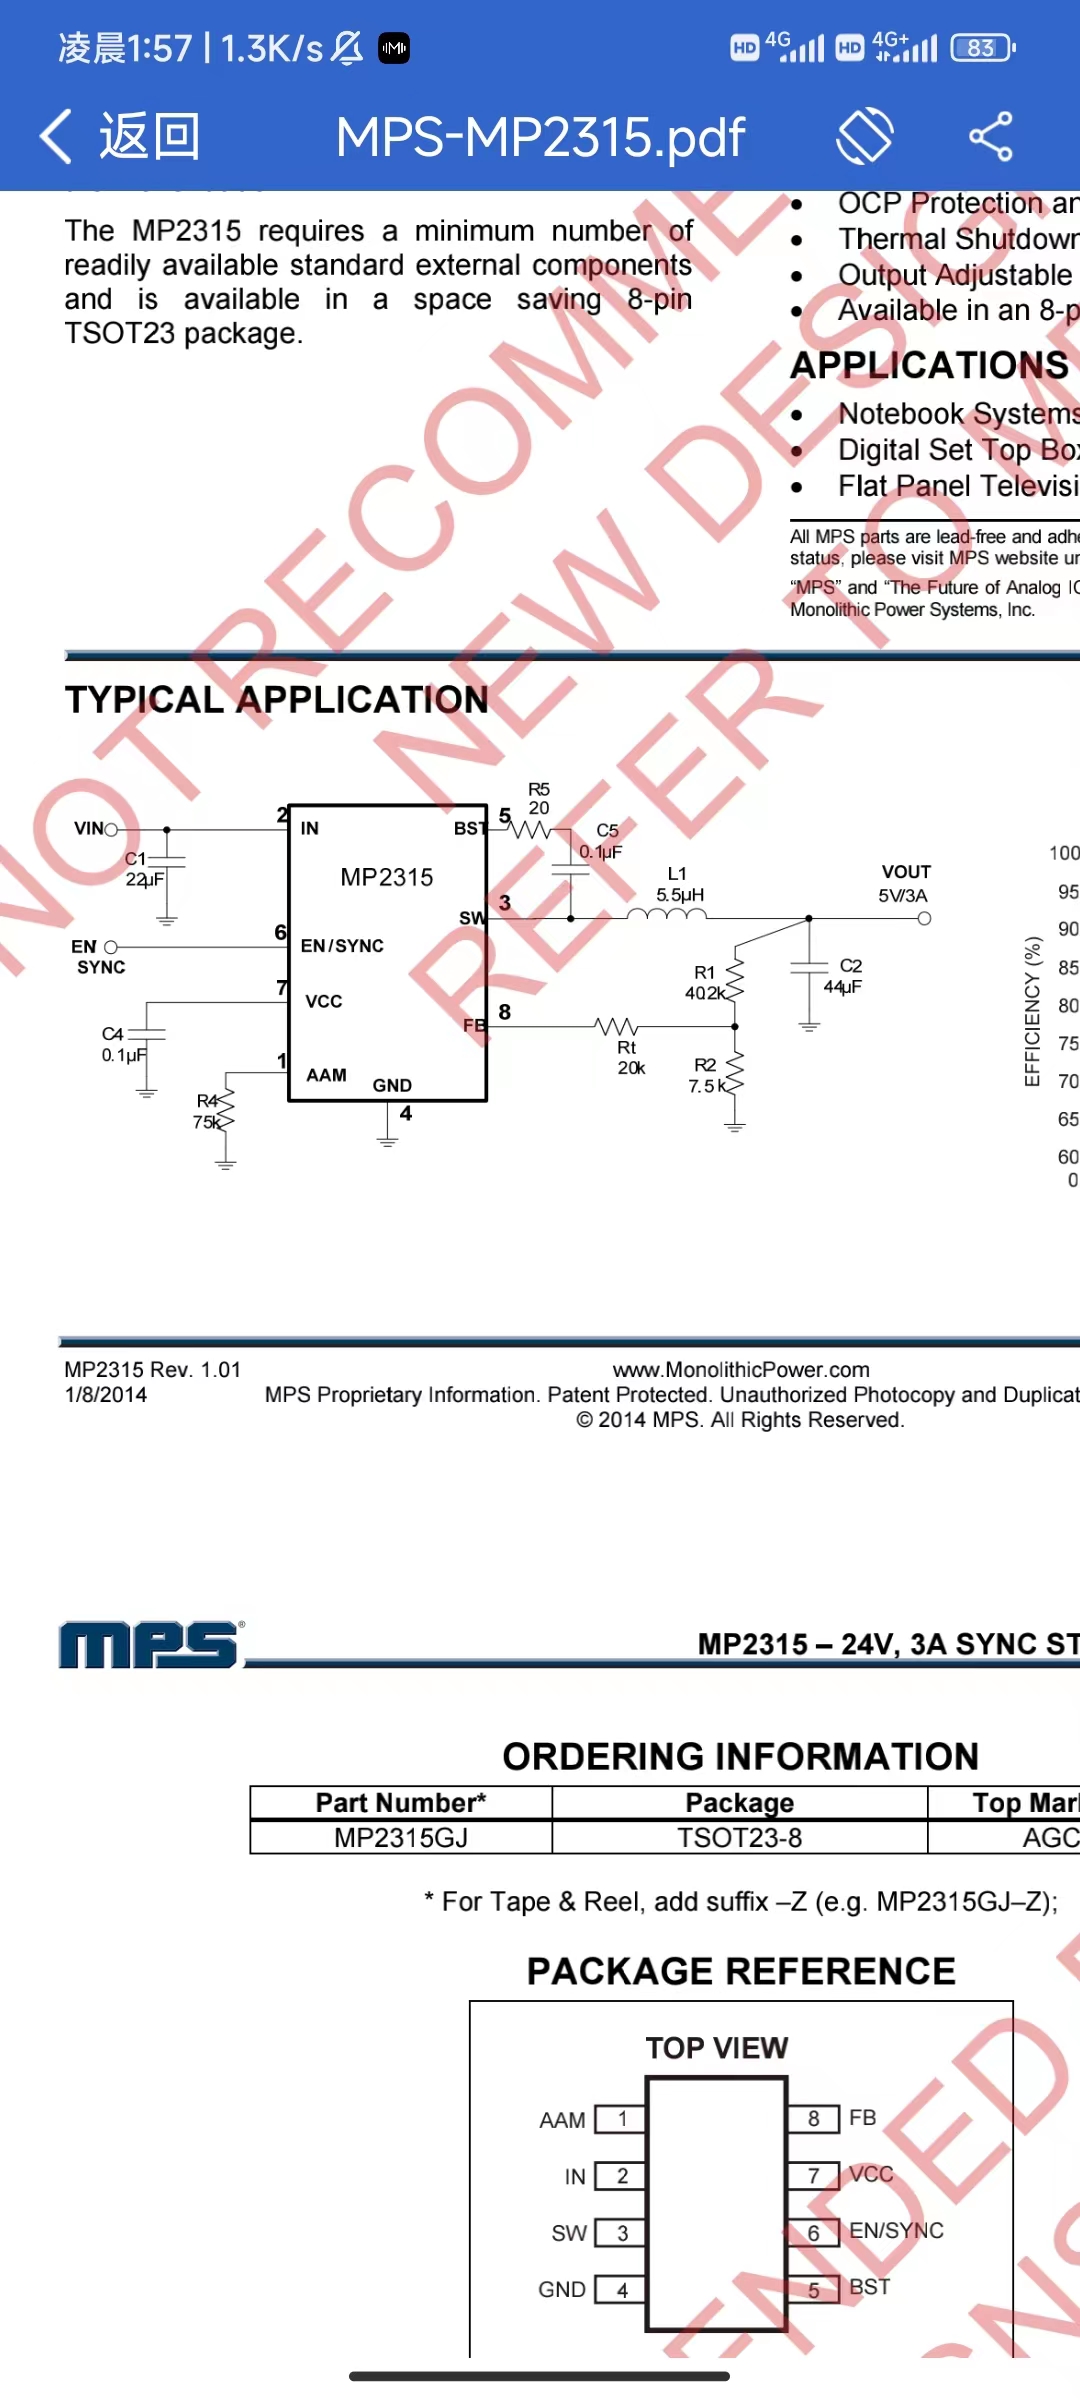 凌晨1:57 | 1.3K/s
HD 4G HD 4G+ 83
返回 MPS-MP2315.pdf
The MP2315 requires a minimum number of
readily available standard external components
and is available in a space saving 8-pin
TSOT23 package.
• OCP Protection an
• Thermal Shutdown
• Output Adjustable
• Available in an 8-p
APPLICATIONS
• Notebook Systems
• Digital Set Top Box
• Flat Panel Televisi
All MPS parts are lead-free and adhe
status, please visit MPS website un
“MPS” and “The Future of Analog IC
Monolithic Power Systems, Inc.
NOT RECOMME
NEW DESIG
REFER TO MP
TYPICAL APPLICATION
R5
20
VIN
2
IN
BST
5
C5
0.1µF
C1
22µF
MP2315
L1
5.5µH
VOUT
5V/3A
SW
3
EN
SYNC
6
EN/SYNC
R1
40.2k
C2
44µF
7
VCC
FB
8
C4
0.1µF
Rt
20k
R2
7.5k
1
AAM
GND
4
R4
75k
EFFICIENCY (%)
100
95
90
85
80
75
70
65
60
0
MP2315 Rev. 1.01
www.MonolithicPower.com
1/8/2014
MPS Proprietary Information. Patent Protected. Unauthorized Photocopy and Duplicat
© 2014 MPS. All Rights Reserved.
mPS®
MP2315 – 24V, 3A SYNC ST
ORDERING INFORMATION
Part Number* Package Top Mar
MP2315GJ TSOT23-8 AGC
* For Tape & Reel, add suffix –Z (e.g. MP2315GJ–Z);
PACKAGE REFERENCE
TOP VIEW
AAM 1 8 FB
IN 2 7 VCC
SW 3 6 EN/SYNC
GND 4 5 BST
ENDED